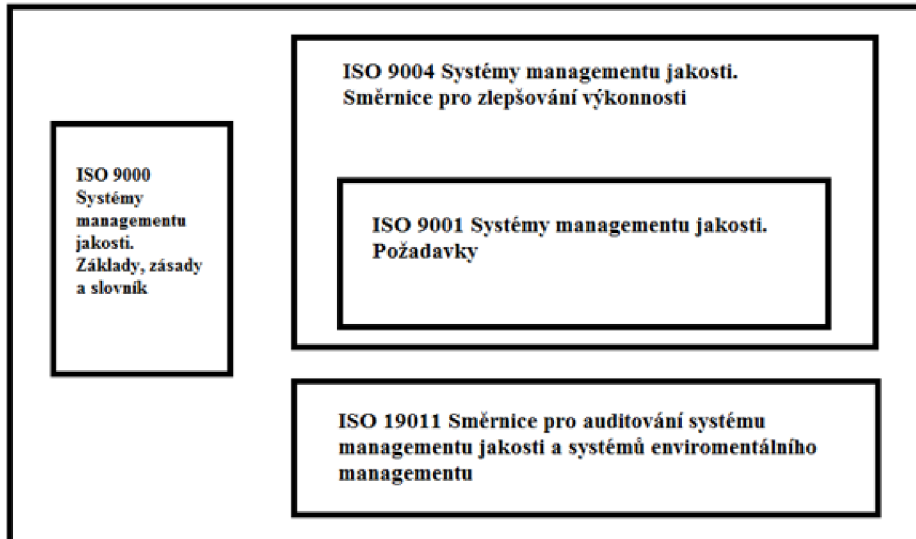 ISO 9000
Systémy
managementu
jakosti.
Základy, zásady
a slovník
ISO 9004 Systémy managementu jakosti.
Směrnice pro zlepšování výkonnosti
ISO 9001 Systémy managementu jakosti.
Požadavky
ISO 19011 Směrnice pro auditování systému
managementu jakosti a systémů enviromentálního
managementu